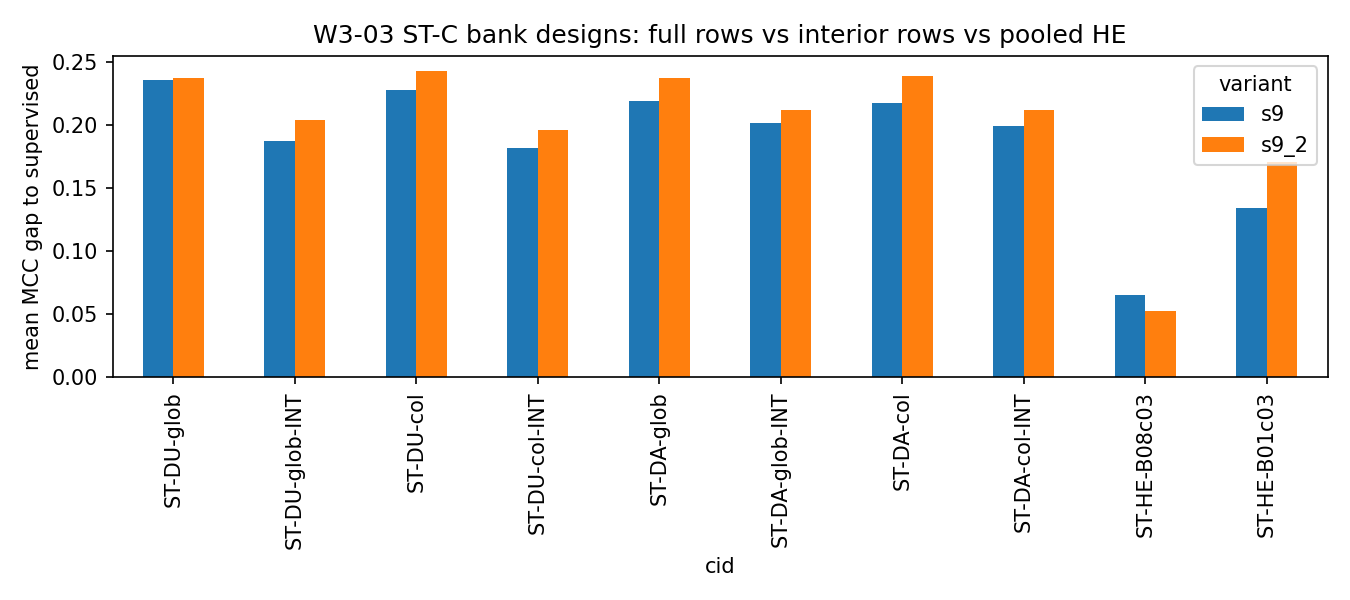 W3-03 ST-C bank designs: full rows vs interior rows vs pooled HE
mean MCC gap to supervised
0.25
0.20
0.15
0.10
0.05
0.00
variant
s9
s9_2
ST-DU-glob
ST-DU-glob-INT
ST-DU-col
ST-DU-col-INT
ST-DA-glob
ST-DA-glob-INT
ST-DA-col
ST-DA-col-INT
ST-HE-B08c03
ST-HE-B01c03
cid